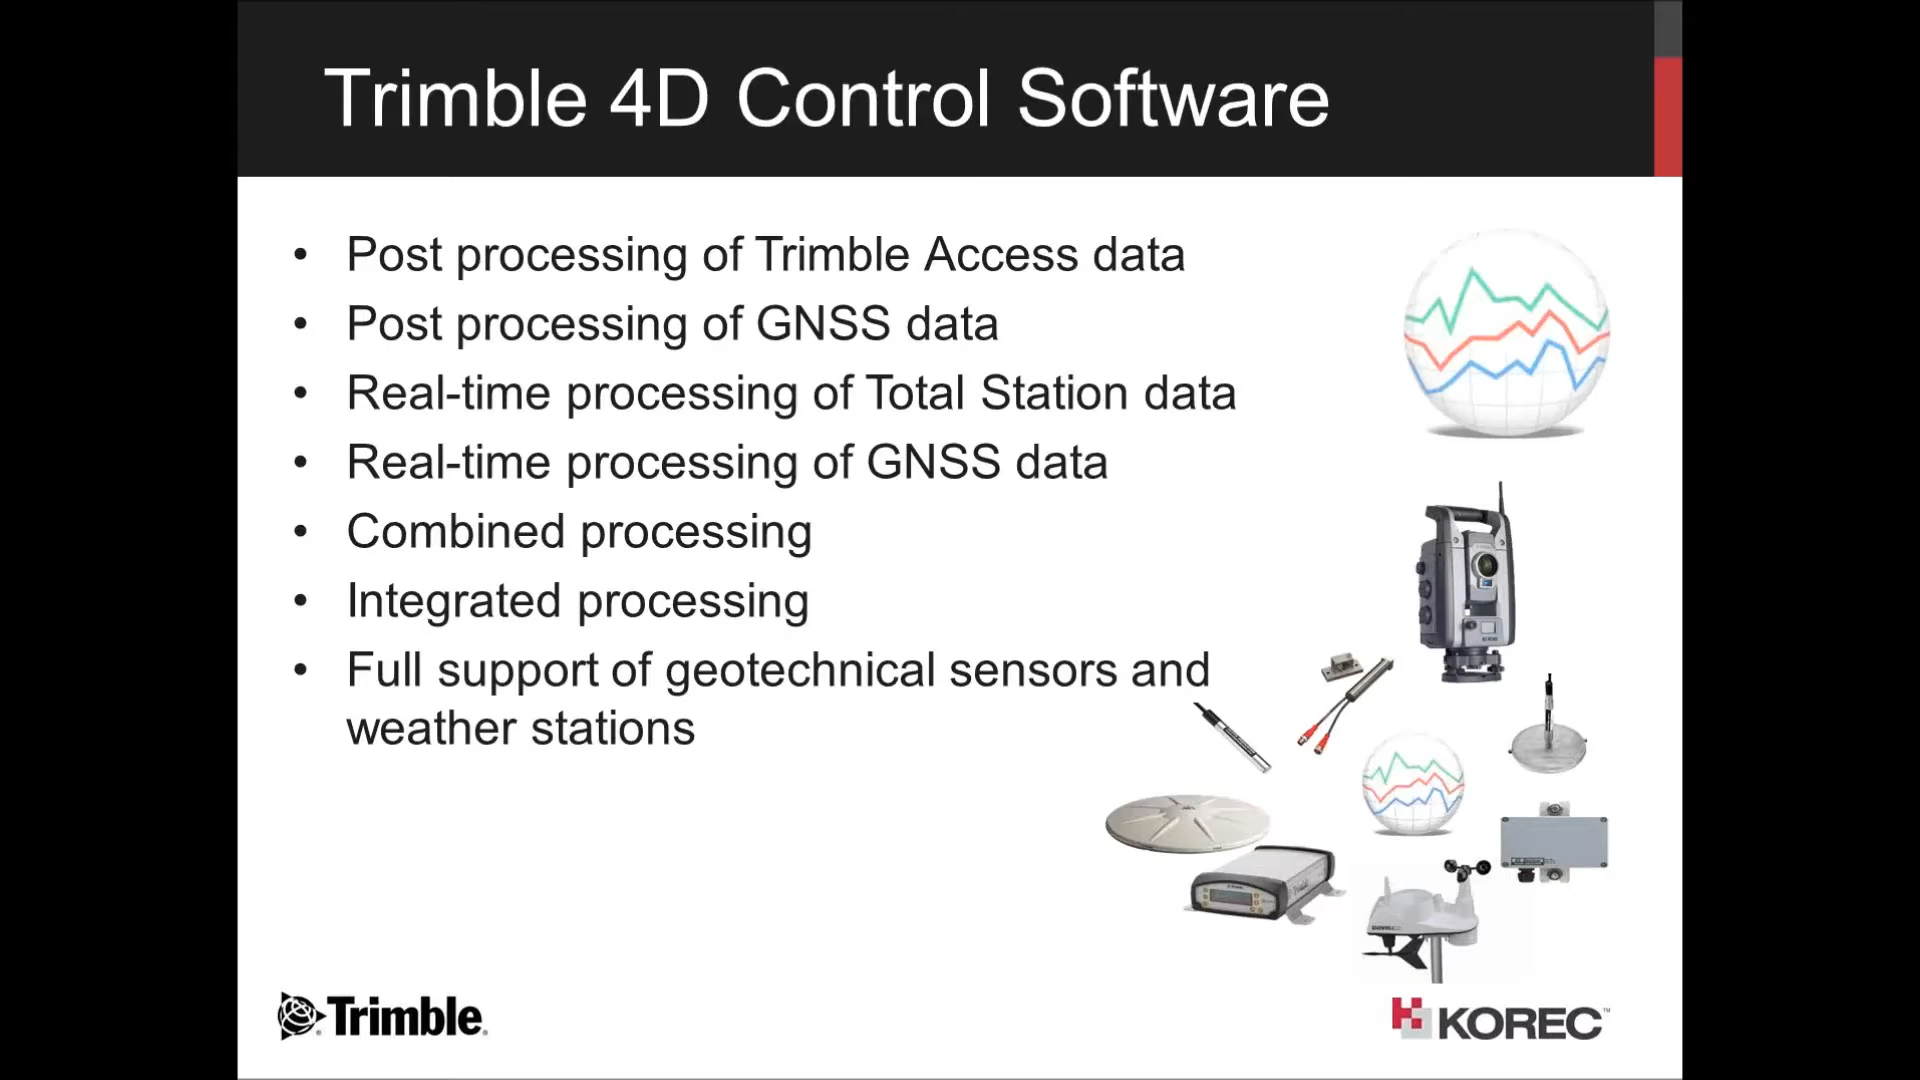 Trimble 4D Control Software
• Post processing of Trimble Access data
• Post processing of GNSS data
• Real-time processing of Total Station data
• Real-time processing of GNSS data
• Combined processing
• Integrated processing
• Full support of geotechnical sensors and
weather stations
Trimble
KOREC™